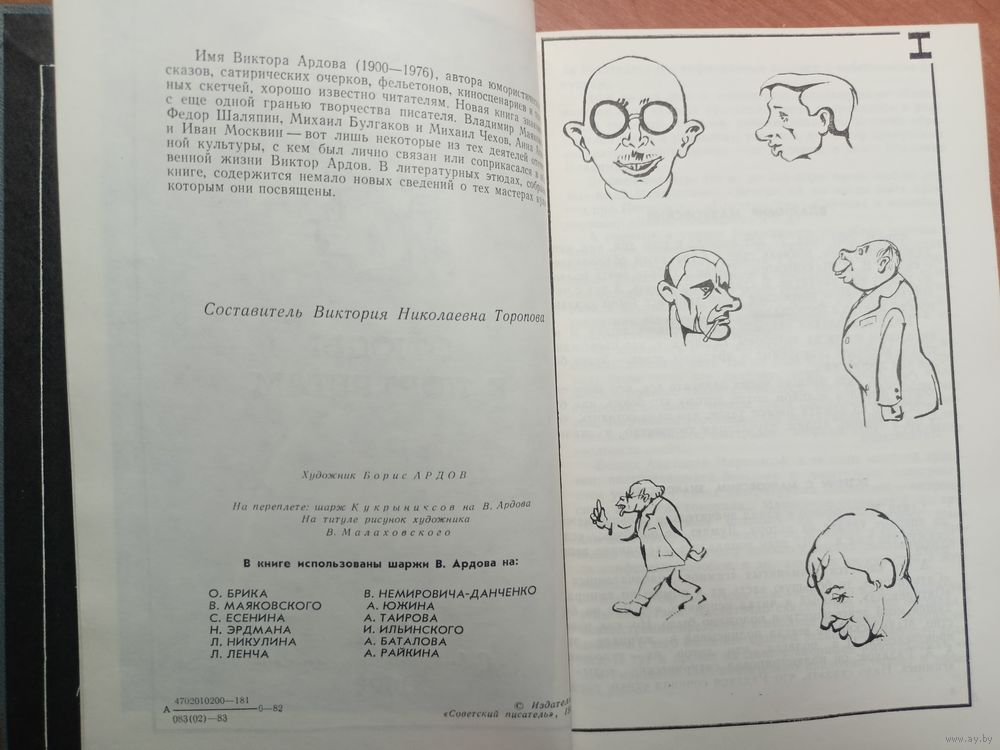 Имя Виктора Ардова (1900—1976), автора
сказов, сатирических очерков, фельетонов, киносценариев и
ных скетчей, хорошо известно читателям. Новая книга
с еще одной гранью творчества писателя. Владимир
Федор Шаляпин, Михаил Булгаков и Михаил Чехов, Анна
и Иван Москвин — вот лишь некоторые из тех деятелей
ной культуры, с кем был лично связан или соприкасался в
венной жизни Виктор Ардов. В литературных этюдах,
книге, содержится немало новых сведений о тех мастерах
которым они посвящены.
Составитель Виктория Николаевна Торопова
Художник Борис АРДОВ
На переплете: шарж Кукрыниксов на В. Ардова
На титуле рисунок художника
В. Малаховского
В книге использованы шаржи В. Ардова на:
О. БРИКА
В. МАЯКОВСКОГО
С. ЕСЕНИНА
Н. ЭРДМАНА
Л. НИКУЛИНА
Л. ЛЕНЧА
В. НЕМИРОВИЧА-ДАНЧЕНКО
А. ЮЖИНА
А. ТАИРОВА
И. ИЛЬИНСКОГО
А. БАТАЛОВА
А. РАЙКИНА
4702010200—181
А 6—82
083(02)—83
©
«Советский писатель»,
I
www.ay.by